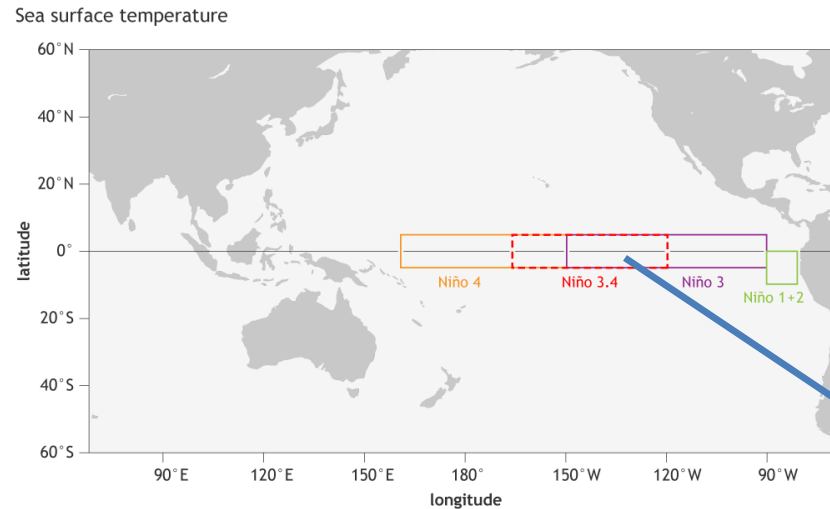 Sea surface temperature
60°N
40°N
20°N
0°
20°S
40°S
60°S
latitude
Niño 4
Niño 3.4
Niño 3
Niño 1+2
90°E
120°E
150°E
180°
150°W
120°W
90°W
longitude